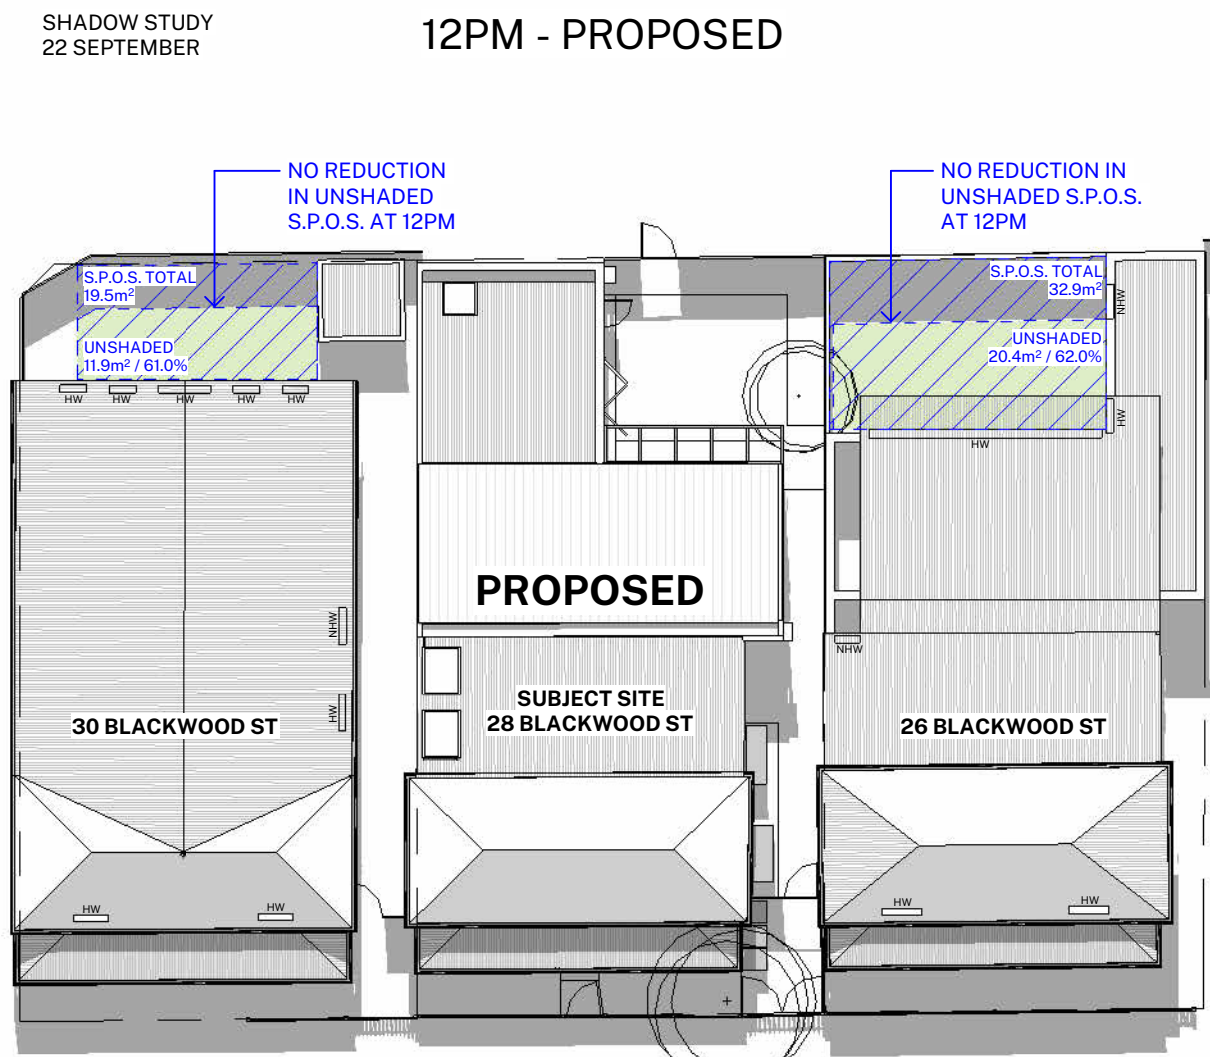 SHADOW STUDY
22 SEPTEMBER
12PM - PROPOSED
NO REDUCTION
IN UNSHADED
S.P.O.S. AT 12PM
NO REDUCTION IN
UNSHADED S.P.O.S.
AT 12PM
S.P.O.S. TOTAL
19.5m²
UNSHADED
11.9m² / 61.0%
S.P.O.S. TOTAL
32.9m²
UNSHADED
20.4m² / 62.0%
NHW
HW
HW
HW
HW
HW
HW
HW
PROPOSED
NHW
HW
NHW
30 BLACKWOOD ST
SUBJECT SITE
28 BLACKWOOD ST
26 BLACKWOOD ST
HW
HW
HW
HW